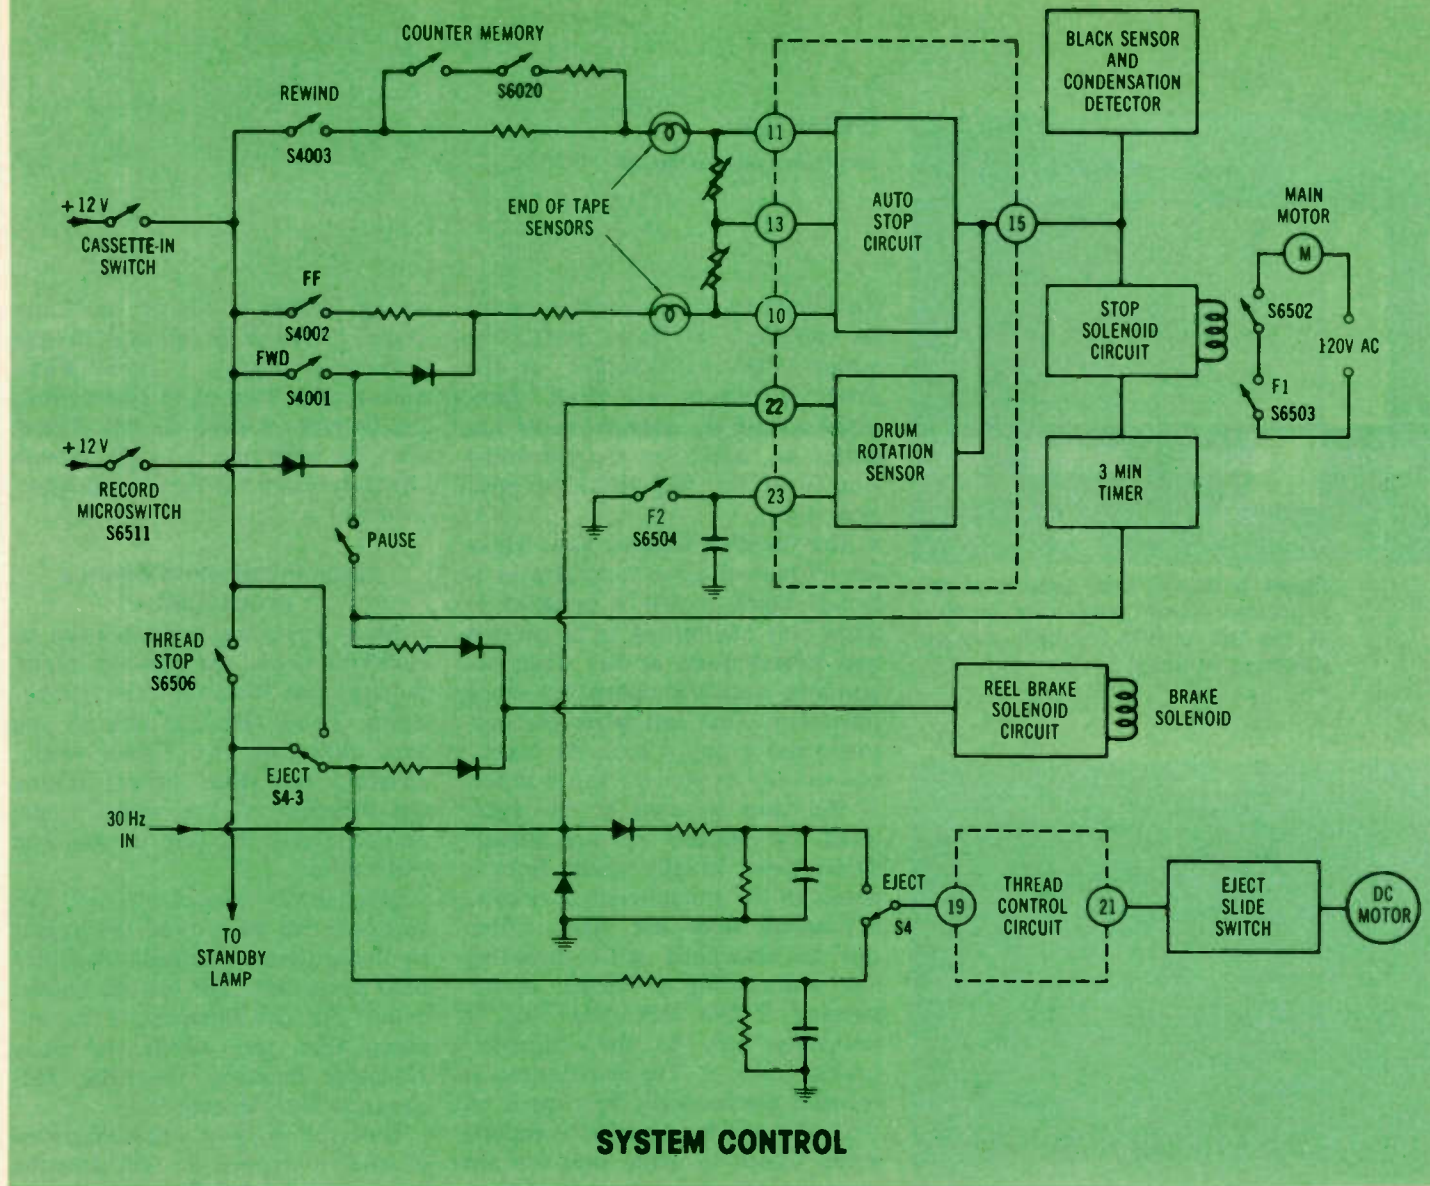 COUNTER MEMORY
S6020
REWIND
S4003
+12V
CASSETTE-IN
SWITCH
END OF TAPE
SENSORS
FF
S4002
FWD
S4001
+12V
RECORD
MICROSWITCH
S6511
PAUSE
11
13
10
22
23
15
AUTO
STOP
CIRCUIT
DRUM
ROTATION
SENSOR
F2
S6504
BLACK SENSOR
AND
CONDENSATION
DETECTOR
STOP
SOLENOID
CIRCUIT
3 MIN
TIMER
MAIN
MOTOR
M
S6502
120V AC
F1
S6503
THREAD
STOP
S6506
EJECT
S4-3
REEL BRAKE
SOLENOID
CIRCUIT
BRAKE
SOLENOID
30 Hz
IN
TO
STANDBY
LAMP
EJECT
S4
19
THREAD
CONTROL
CIRCUIT
21
EJECT
SLIDE
SWITCH
DC
MOTOR
SYSTEM CONTROL